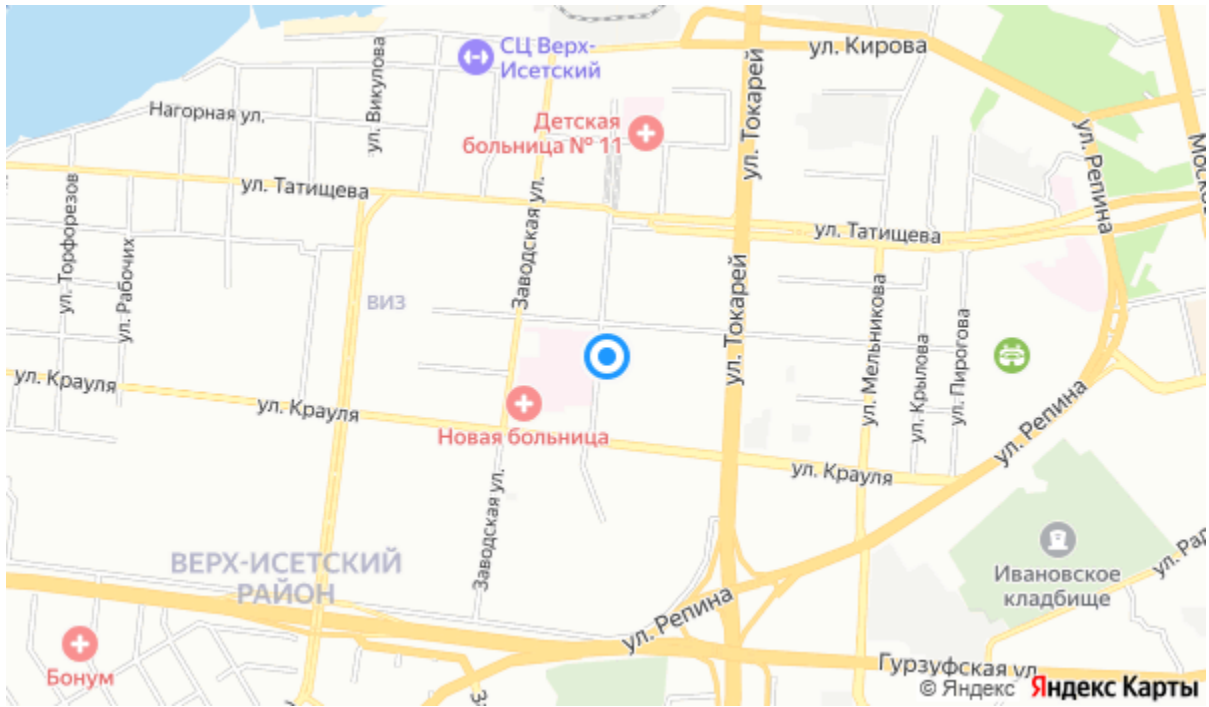 СЦ Верх-
Исетский
ул. Кирова
Нагорная ул.
ул. Викулова
Детская
больница № 11
ул. Токарей
ул. Репина
ул. Татищева
Заводская ул.
ул. Татищева
ул. Торфорезов
ул. Рабочих
ВИЗ
ул. Токарей
ул. Мельникова
ул. Крылова
ул. Пирогова
ул. Крауля
ул. Крауля
Новая больница
ул. Репина
ул. Крауля
Заводская ул.
ВЕРХ-ИСЕТСКИЙ
РАЙОН
Ивановское
кладбище
ул. Репина
Бонум
Гурзуфская ул.
© Яндекс Яндекс Карты